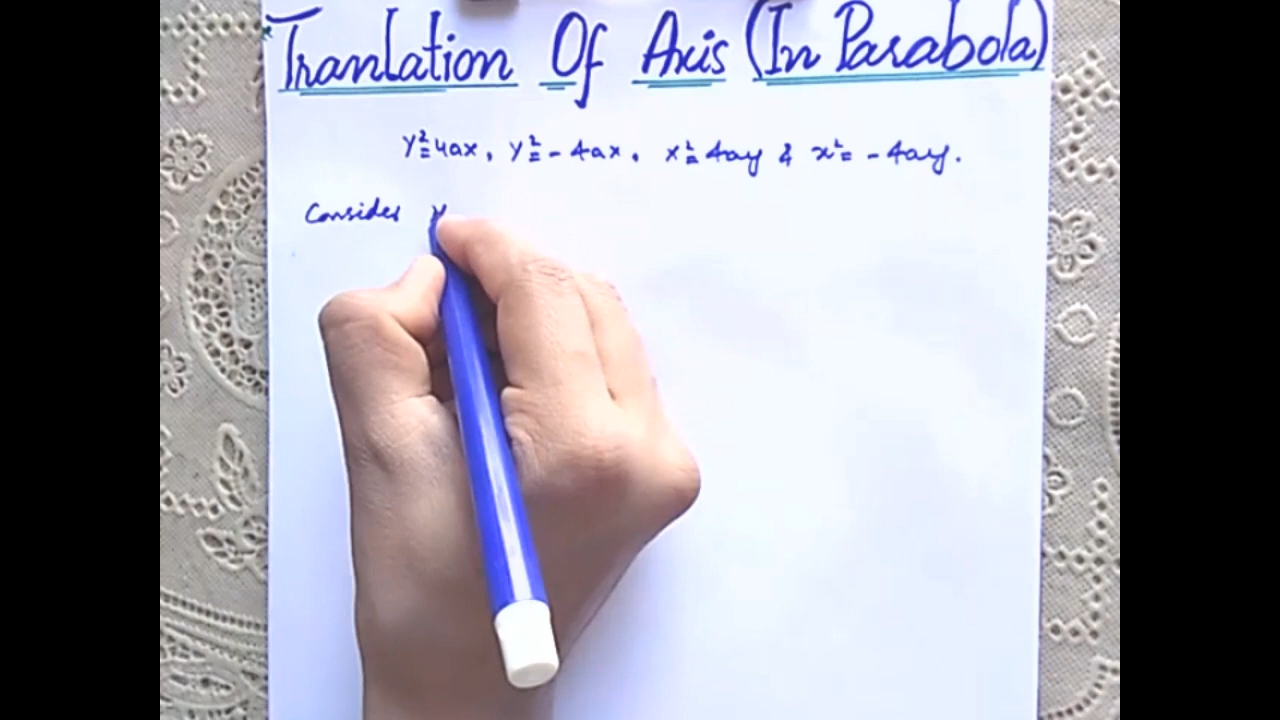 Tranlation Of Axis (In Parabola)
y²=4ax, y²=-4ax, x²=4ay & x²=-4ay.
Consider y